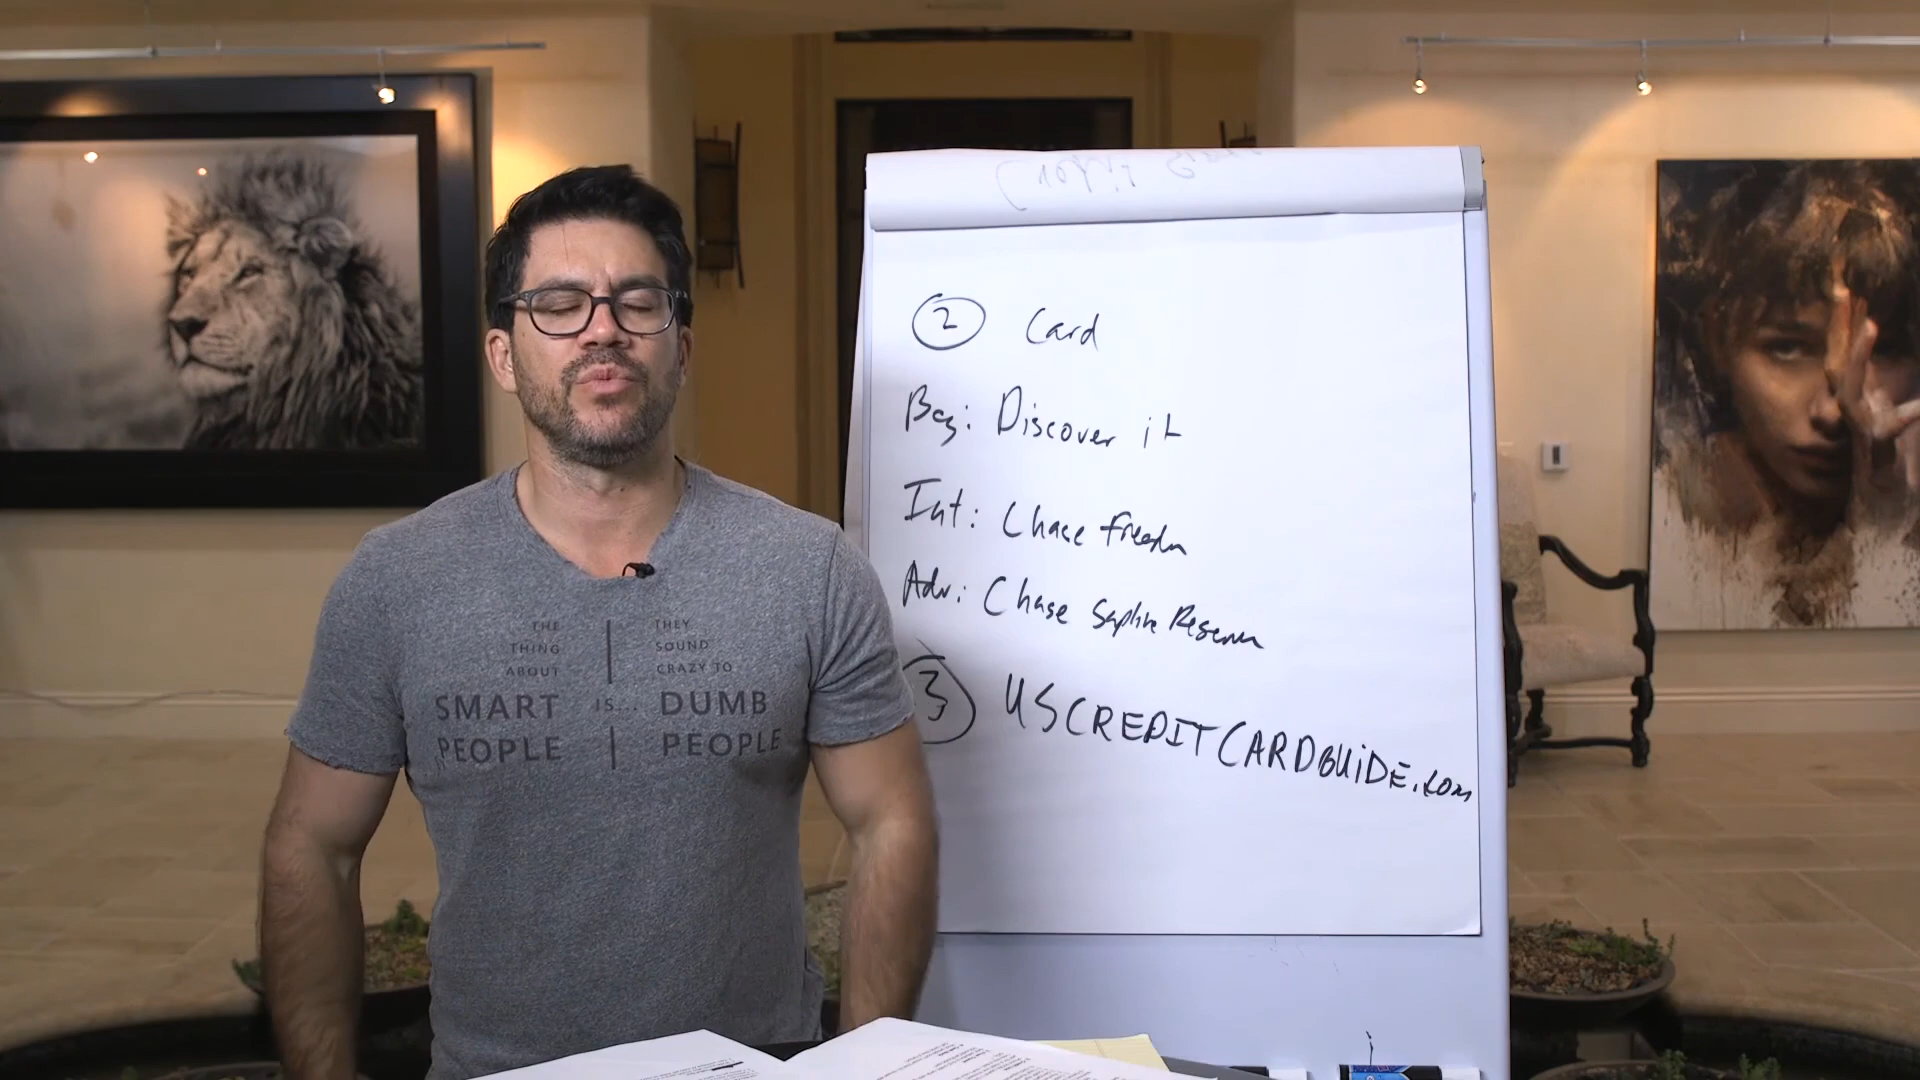 ② Card
Beg: Discover it
Int: Chase Freedom
Adv: Chase Sapphire Reserve
③ USCREDITCARDGUIDE.com
THE THING ABOUT SMART PEOPLE IS... THEY SOUND CRAZY TO DUMB PEOPLE